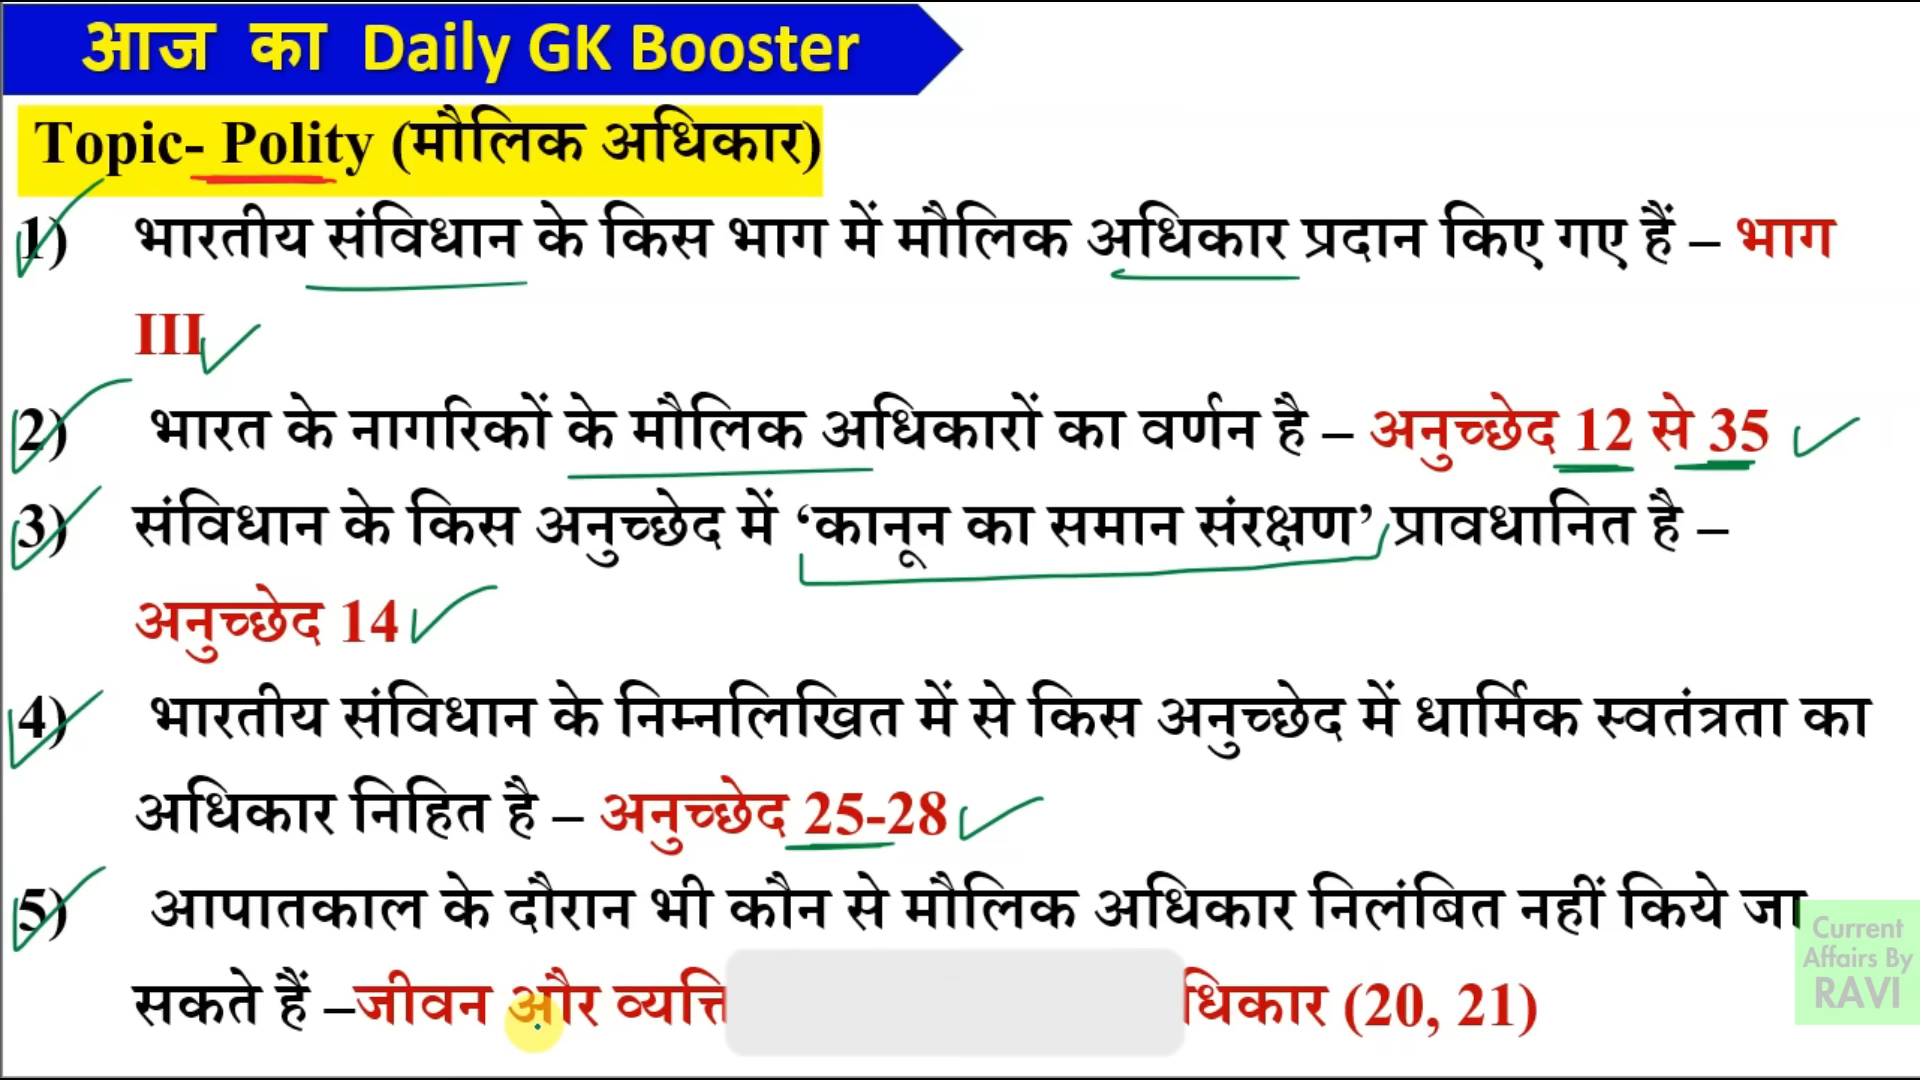 आज का Daily GK Booster
Topic- Polity (मौलिक अधिकार)
1) भारतीय संविधान के किस भाग में मौलिक अधिकार प्रदान किए गए हैं – भाग
III
2) भारत के नागरिकों के मौलिक अधिकारों का वर्णन है – अनुच्छेद 12 से 35
3) संविधान के किस अनुच्छेद में ‘कानून का समान संरक्षण’ प्रावधानित है –
अनुच्छेद 14
4) भारतीय संविधान के निम्नलिखित में से किस अनुच्छेद में धार्मिक स्वतंत्रता का
अधिकार निहित है – अनुच्छेद 25-28
5) आपातकाल के दौरान भी कौन से मौलिक अधिकार निलंबित नहीं किये जा
सकते हैं –जीवन और (20, 21)
Current
Affairs By
RAVI